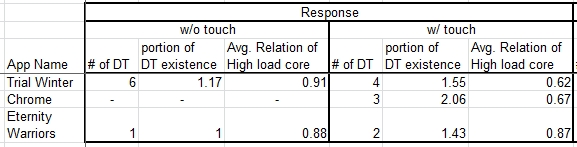 Response
w/o touch w/ touch
portion of Avg. Relation of portion of Avg. Relation of
App Name # of DT DT existence High load core # of DT DT existence High load core
Trial Winter 6 1.17 0.91 4 1.55 0.62
Chrome - - - 3 2.06 0.67
Eternity
Warriors 1 1 0.88 2 1.43 0.87